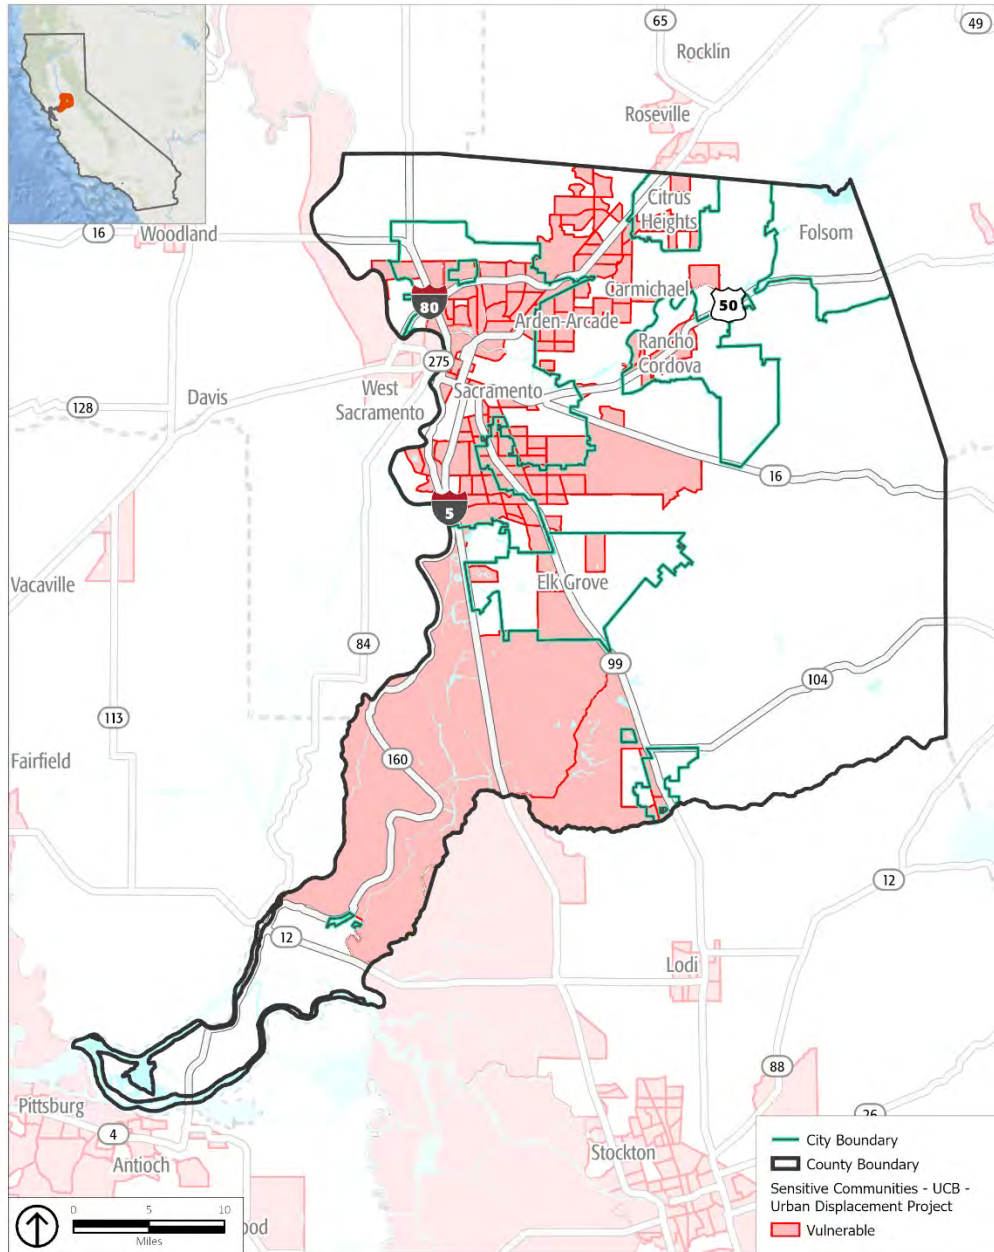 65
49
Rocklin
Roseville
16
Woodland
Citrus
Heights
Folsom
Carmichael
80
50
Arden-Arcade
Rancho
Cordova
275
West
Sacramento
Sacramento
Davis
128
16
5
Vacaville
Elk Grove
84
99
104
113
Fairfield
160
12
12
Lodi
88
Pittsburg
26
4
Antioch
Stockton
City Boundary
County Boundary
Sensitive Communities - UCB -
Urban Displacement Project
Vulnerable
0 5 10
Miles
ood